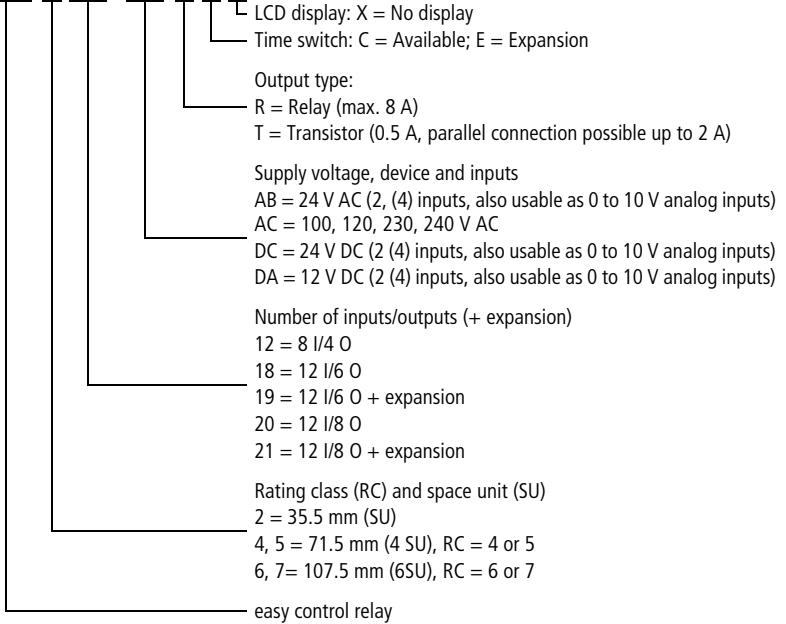 LCD display: X = No display
Time switch: C = Available; E = Expansion
Output type:
R = Relay (max. 8 A)
T = Transistor (0.5 A, parallel connection possible up to 2 A)
Supply voltage, device and inputs
AB = 24 V AC (2, (4) inputs, also usable as 0 to 10 V analog inputs)
AC = 100, 120, 230, 240 V AC
DC = 24 V DC (2 (4) inputs, also usable as 0 to 10 V analog inputs)
DA = 12 V DC (2 (4) inputs, also usable as 0 to 10 V analog inputs)
Number of inputs/outputs (+ expansion)
12 = 8 I/4 O
18 = 12 I/6 O
19 = 12 I/6 O + expansion
20 = 12 I/8 O
21 = 12 I/8 O + expansion
Rating class (RC) and space unit (SU)
2 = 35.5 mm (SU)
4, 5 = 71.5 mm (4 SU), RC = 4 or 5
6, 7= 107.5 mm (6SU), RC = 6 or 7
easy control relay